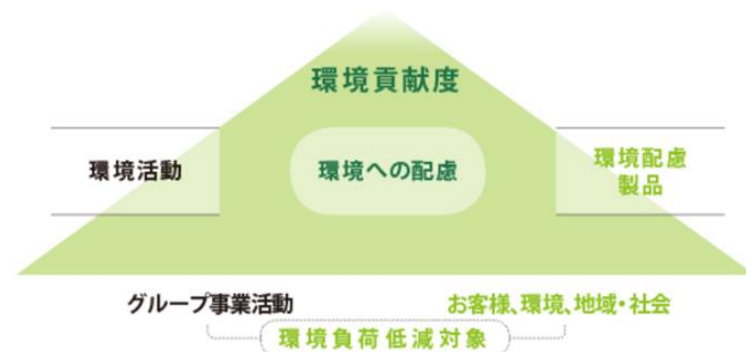 環境貢献度
環境活動
環境への配慮
環境配慮
製品
グループ事業活動
お客様、環境、地域・社会
環境負荷低減対象